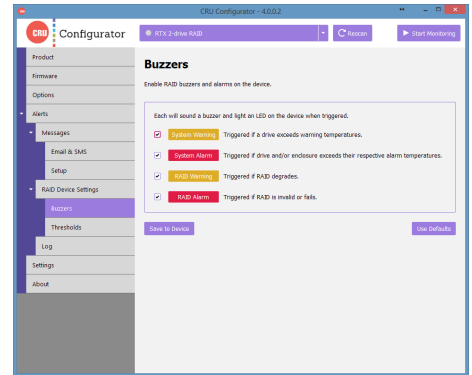 CRU Configurator - 4.0.0.2
CRU Configurator
RTX 2-drive RAID
Rescan
Start Monitoring
Product
Firmware
Options
Alerts
Messages
Email & SMS
Setup
RAID Device Settings
Buzzers
Thresholds
Log
Settings
About
Buzzers
Enable RAID buzzers and alarms on the device.
Each will sound a buzzer and light an LED on the device when triggered.
System Warning Triggered if a drive exceeds warning temperatures.
System Alarm Triggered if drive and/or enclosure exceeds their respective alarm temperatures.
RAID Warning Triggered if RAID degrades.
RAID Alarm Triggered if RAID is invalid or fails.
Save to Device
Use Defaults